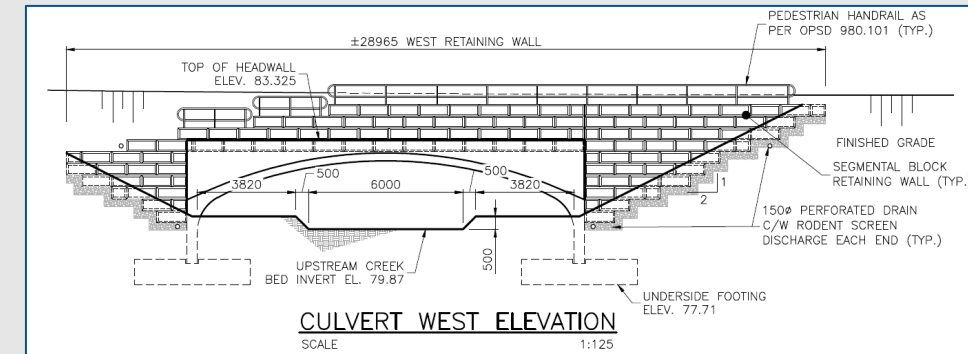 PEDESTRIAN HANDRAIL AS
PER OPSD 980.101 (TYP.)
±28965 WEST RETAINING WALL
TOP OF HEADWALL
ELEV. 83.325
FINISHED GRADE
SEGMENTAL BLOCK
RETAINING WALL (TYP.
500
500
3820
6000
3820
1
2
150ø PERFORATED DRAIN
C/W RODENT SCREEN
DISCHARGE EACH END (TYP.)
500
UPSTREAM CREEK
BED INVERT EL. 79.87
UNDERSIDE FOOTING
ELEV. 77.71
CULVERT WEST ELEVATION
SCALE 1:125